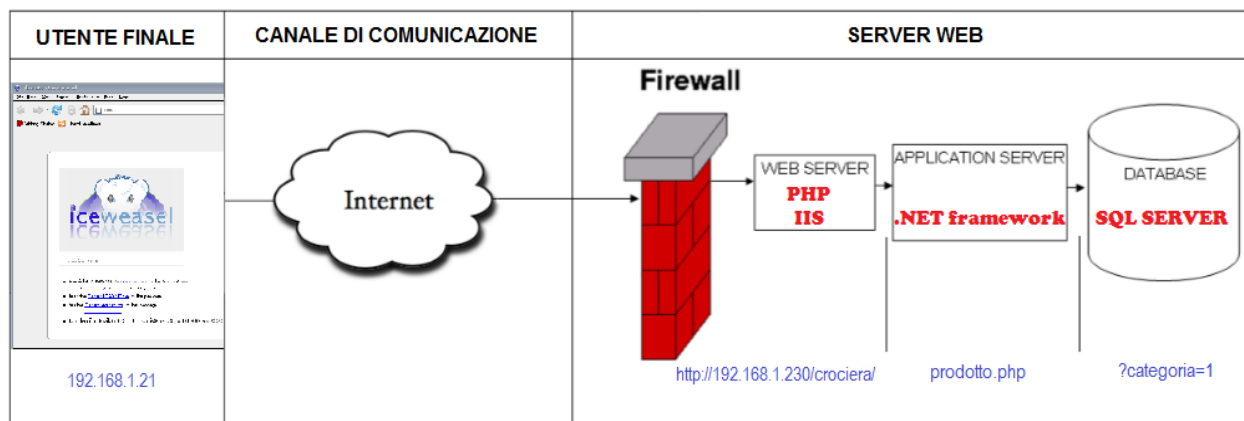 UTENTE FINALE
CANALE DI COMUNICAZIONE
SERVER WEB
iceweasel
192.168.1.21
Internet
Firewall
WEB SERVER
PHP
IIS
APPLICATION SERVER
.NET framework
DATABASE
SQL SERVER
http://192.168.1.230/crociera/
prodotto.php
?categoria=1